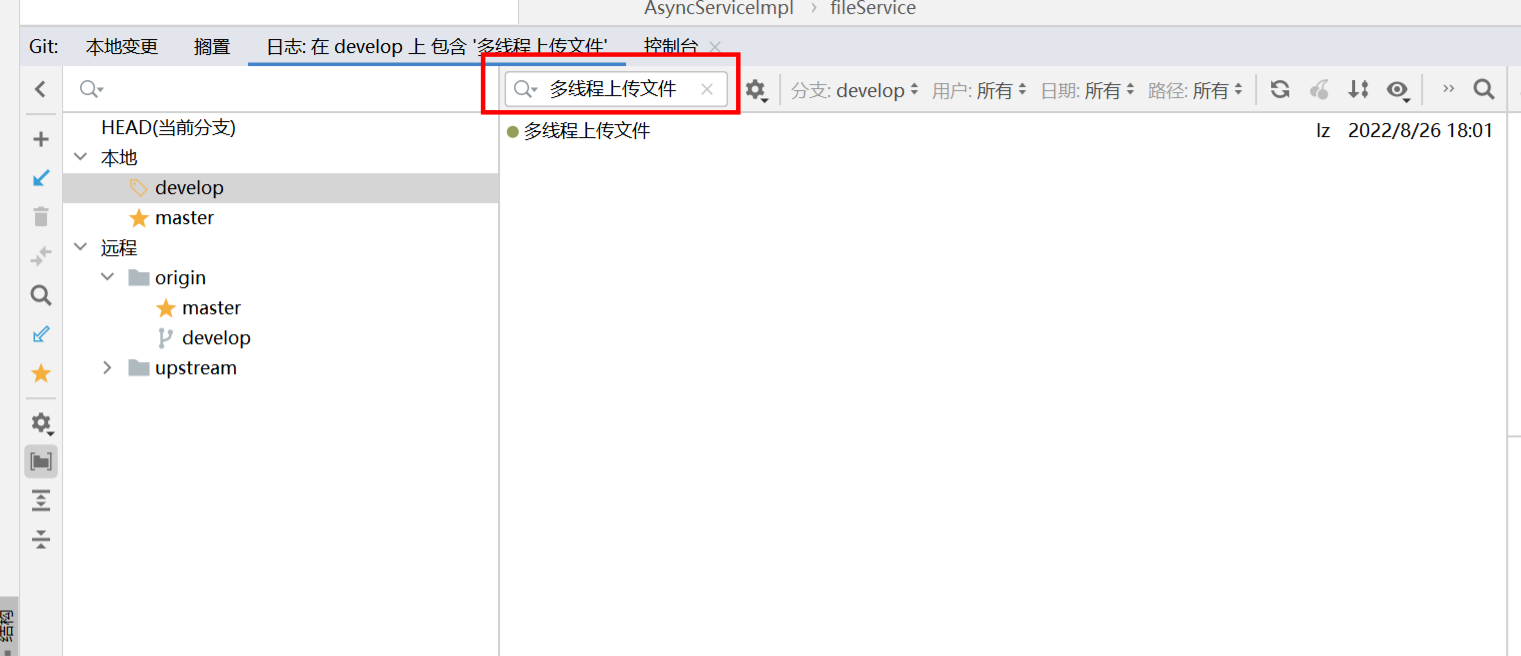 AsyncServiceImpl › fileService
Git: 本地变更 搁置 日志: 在 develop 上 包含 '多线程上传文件' 控制台
多线程上传文件 分支: develop 用户: 所有 日期: 所有 路径: 所有
HEAD(当前分支)
多线程上传文件 lz 2022/8/26 18:01
本地
develop
master
远程
origin
master
develop
upstream
结构